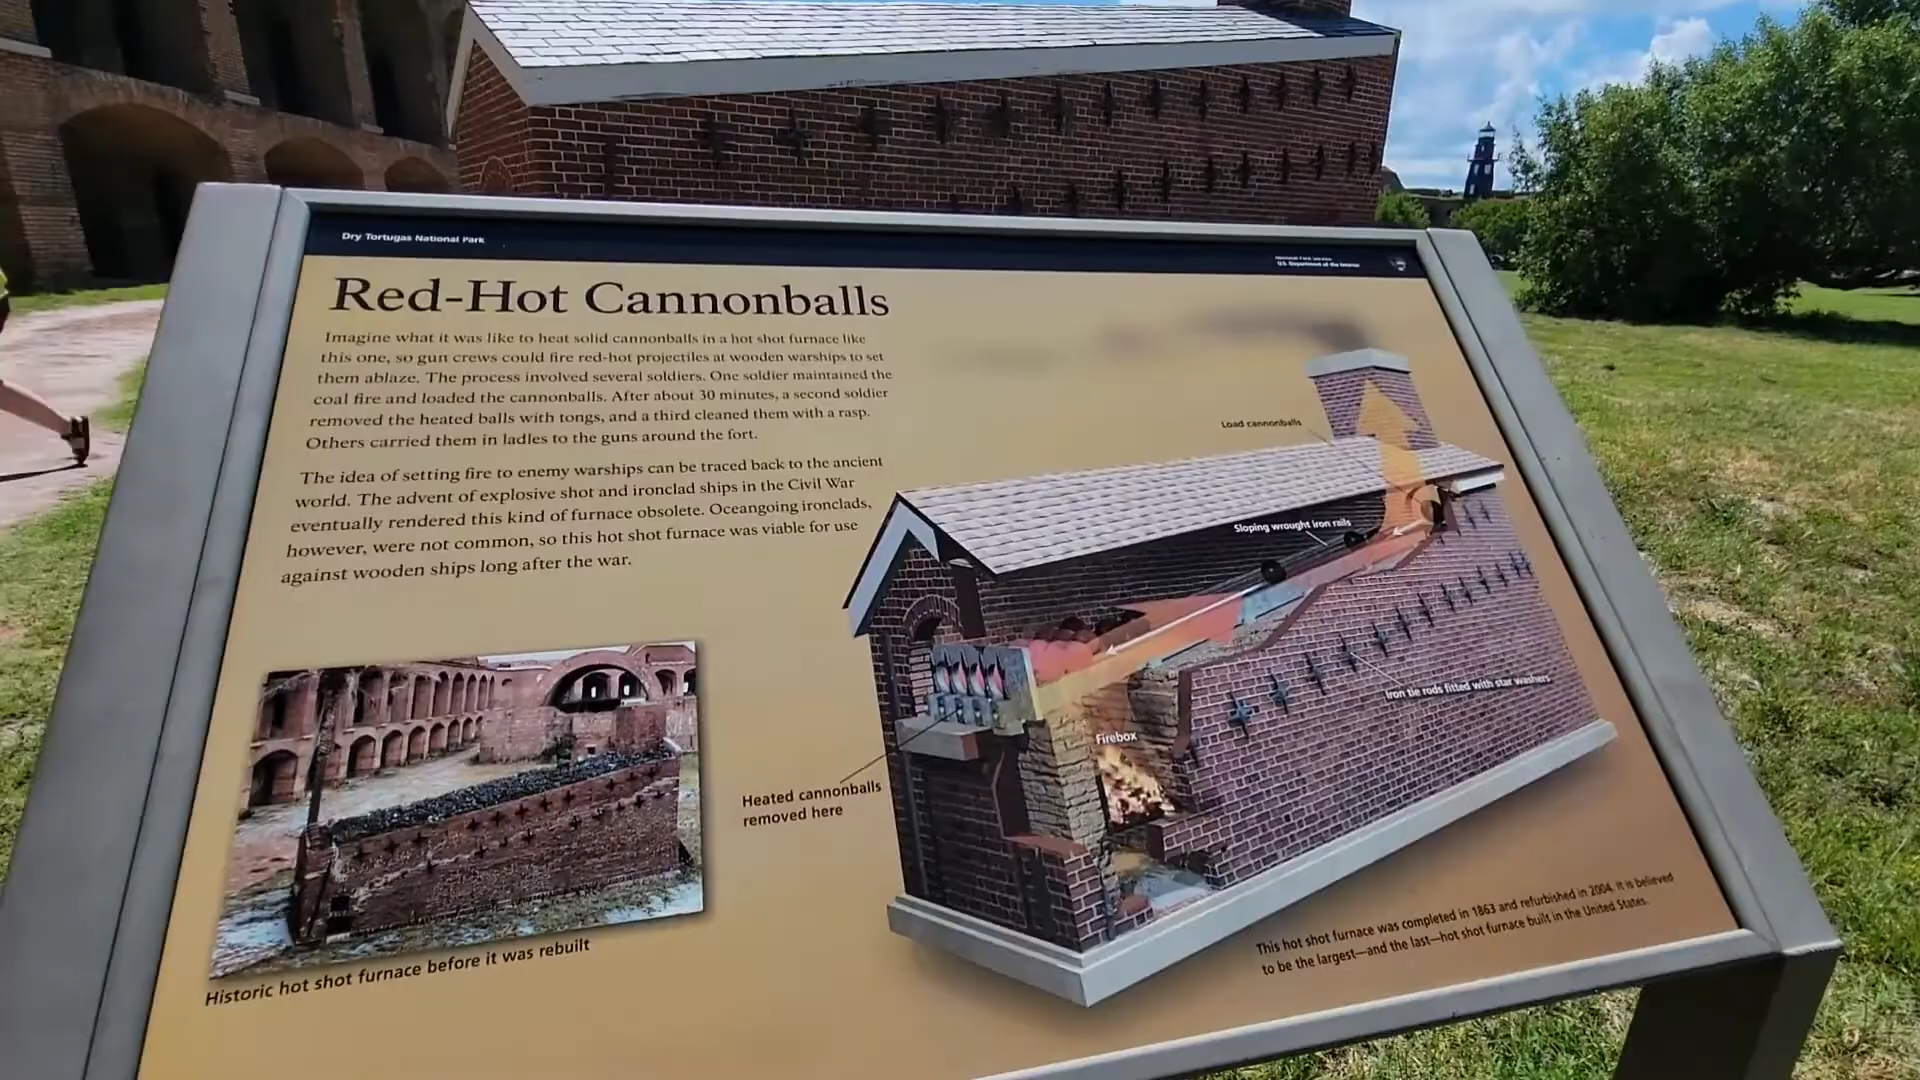 Dry Tortugas National Park
National Park Service
U.S. Department of the Interior
Red-Hot Cannonballs
Imagine what it was like to heat solid cannonballs in a hot shot furnace like
this one, so gun crews could fire red-hot projectiles at wooden warships to set
them ablaze. The process involved several soldiers. One soldier maintained the
coal fire and loaded the cannonballs. After about 30 minutes, a second soldier
removed the heated balls with tongs, and a third cleaned them with a rasp.
Others carried them in ladles to the guns around the fort.
The idea of setting fire to enemy warships can be traced back to the ancient
world. The advent of explosive shot and ironclad ships in the Civil War
eventually rendered this kind of furnace obsolete. Oceangoing ironclads,
however, were not common, so this hot shot furnace was viable for use
against wooden ships long after the war.
Load cannonballs
Sloping wrought iron rails
Iron tie rods fitted with star washers
Firebox
Heated cannonballs
removed here
Historic hot shot furnace before it was rebuilt
This hot shot furnace was completed in 1863 and refurbished in 2004. It is believed
to be the largest—and the last—hot shot furnace built in the United States.